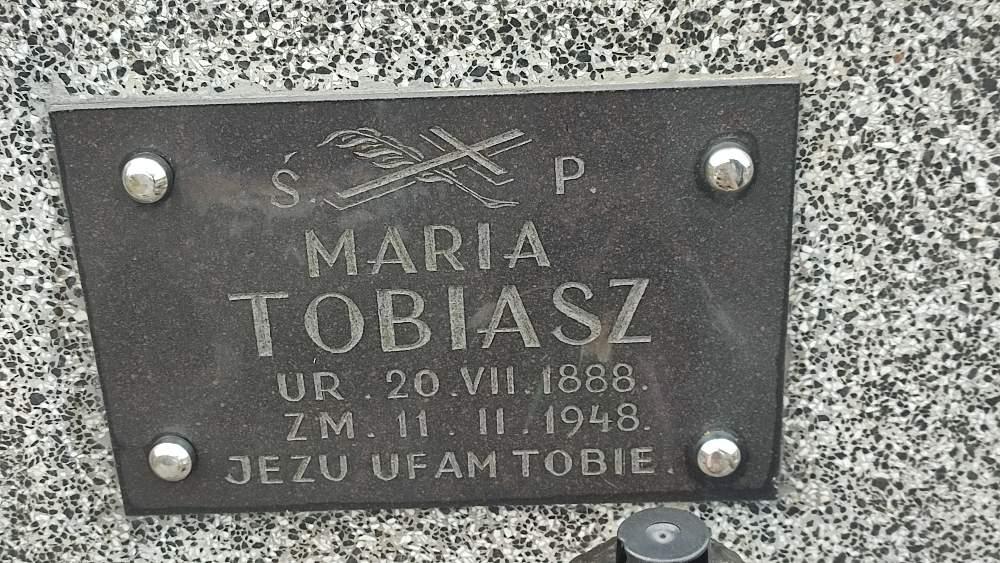 Ś. P.
MARIA
TOBIASZ
UR. 20.VII.1888.
ZM. 11. II. 1948.
JEZU UFAM TOBIE.